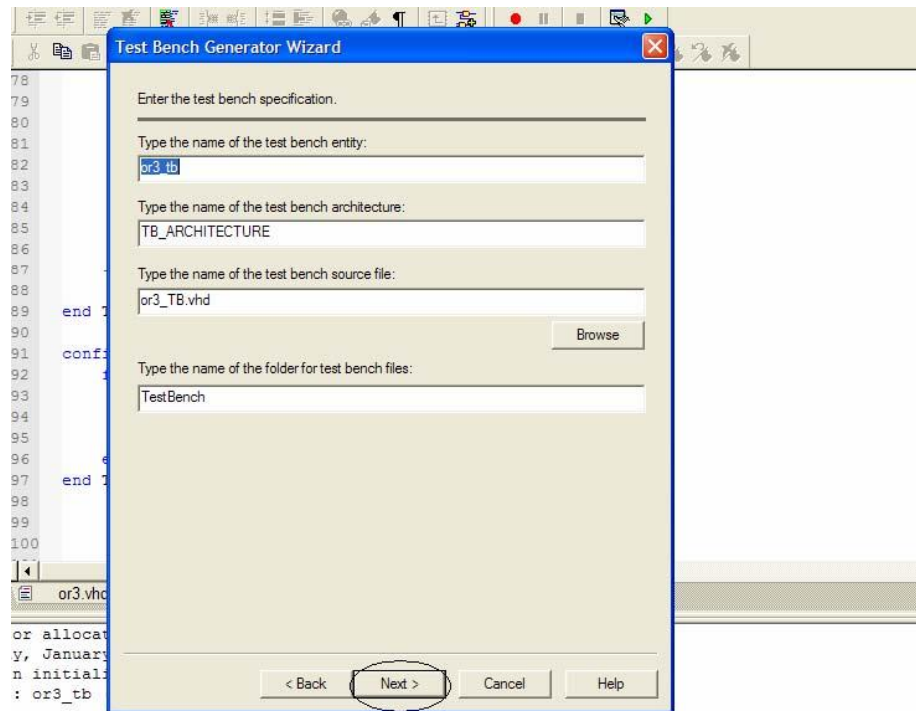 Test Bench Generator Wizard
Enter the test bench specification.
Type the name of the test bench entity:
or3_tb
Type the name of the test bench architecture:
TB_ARCHITECTURE
Type the name of the test bench source file:
or3_TB.vhd
Browse
Type the name of the folder for test bench files:
TestBench
< Back
Next >
Cancel
Help
78
79
80
81
82
83
84
85
86
87
88
89 end
90
91
92
93
94
95
96
97 end
98
99
100
or3.vhd
or
y, January
n
: or3_tb